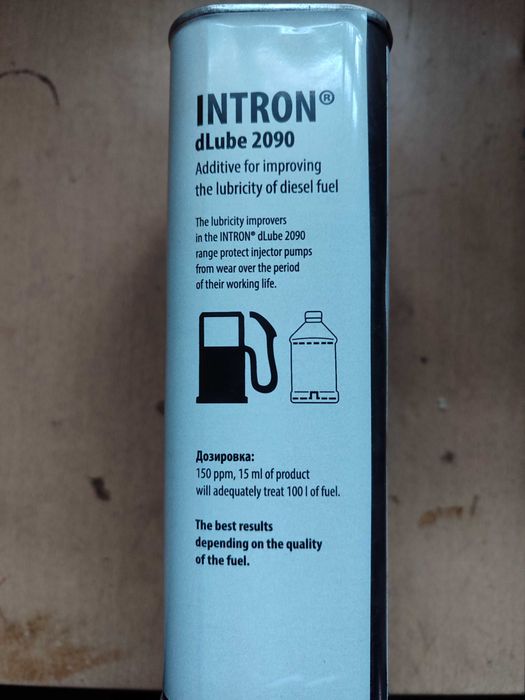 INTRON®
dLube 2090
Additive for improving
the lubricity of diesel fuel
The lubricity improvers
in the INTRON® dLube 2090
range protect injector pumps
from wear over the period
of their working life.
Дозировка:
150 ppm, 15 ml of product
will adequately treat 100 l of fuel.
The best results
depending on the quality
of the fuel.